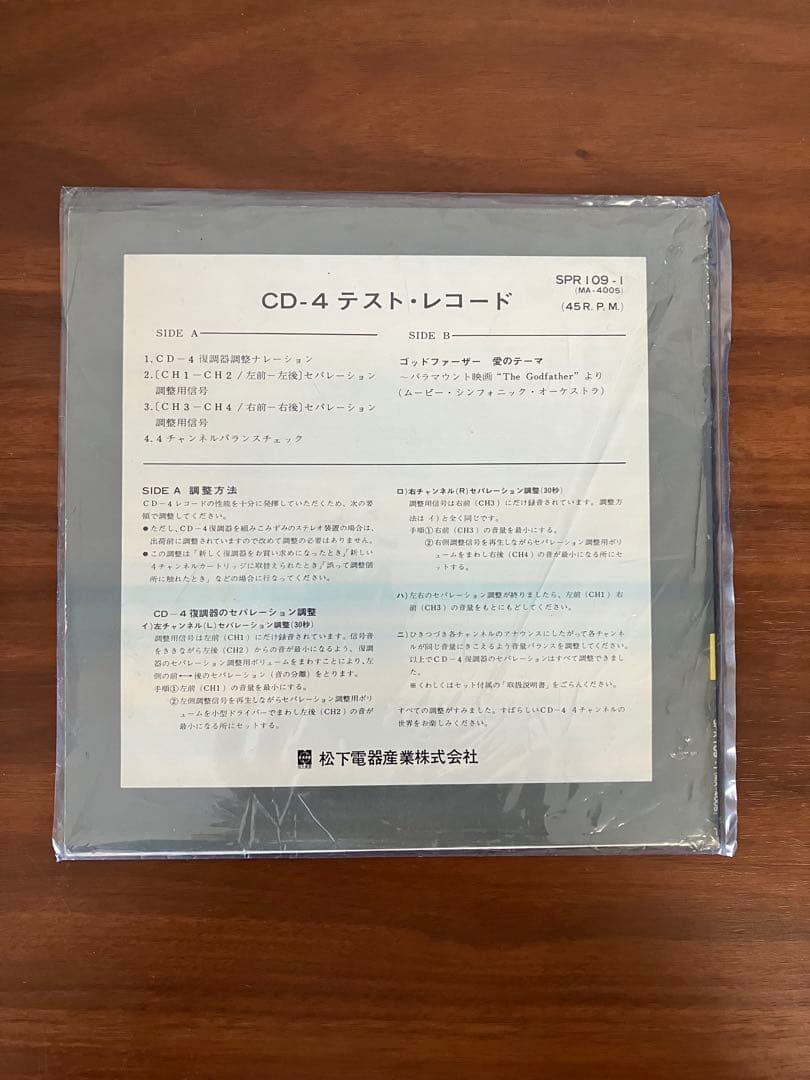 SPR 109 - 1
(MA-4005)
CD-4 テスト・レコード
(45 R. P. M.)
SIDE A
1. CD-4 復調器調整ナレーション
2. 〔CH1-CH2/左前-左後〕セパレーション
調整用信号
3. 〔CH3-CH4/右前-右後〕セパレーション
調整用信号
4. 4チャンネルバランスチェック
SIDE B
ゴッドファーザー 愛のテーマ
～パラマウント映画“The Godfather”より
(ムービー・シンフォニック・オーケストラ)
SIDE A 調整方法
CD-4レコードの性能を十分に発揮していただくため、次の要
領で調整してください。
●ただし、CD-4復調器を組みこみずみのステレオ装置の場合は、
出荷前に調整されていますので改めて調整の必要はありません。
●この調整は「新しく復調器をお買い求めになったとき」「新しい
4チャンネルカートリッジに取替えられたとき」「誤って調整個
所に触れたとき」などの場合に行なってください。
CD-4復調器のセパレーション調整
イ)左チャンネル(L)セパレーション調整(30秒)
調整用信号は左前(CH1)にだけ録音されています。信号音
をききながら左後(CH2)からの音が最小になるよう、復調
器のセパレーション調整用ボリュームをまわすことにより、左
側の前←→後のセパレーション(音の分離)をとります。
手順①左前(CH1)の音量を最小にする。
②左側調整信号を再生しながらセパレーション調整用ボリ
ュームを小型ドライバーでまわし左後(CH2)の音が
最小になる所にセットする。
ロ)右チャンネル(R)セパレーション調整(30秒)
調整用信号は右前(CH3)にだけ録音されています。調整方
法は イ)と全く同じです。
手順①右前(CH3)の音量を最小にする。
②右側調整信号を再生しながらセパレーション調整用ボリ
ュームをまわし右後(CH4)の音が最小になる所にセ
ットする。
ハ)左右のセパレーション調整が終りましたら、左前(CH1)右
前(CH3)の音量をもとにもどしてください。
ニ)ひきつづき各チャンネルのアナウンスにしたがって各チャンネ
ルが同じ音量にきこえるよう音量バランスを調整してください。
以上でCD-4復調器のセパレーションはすべて調整できまし
た。
※くわしくはセット付属の「取扱説明書」をごらんください。
すべての調整がすみました。すばらしいCD-4 4チャンネルの
世界をお楽しみください。
松下電器産業株式会社